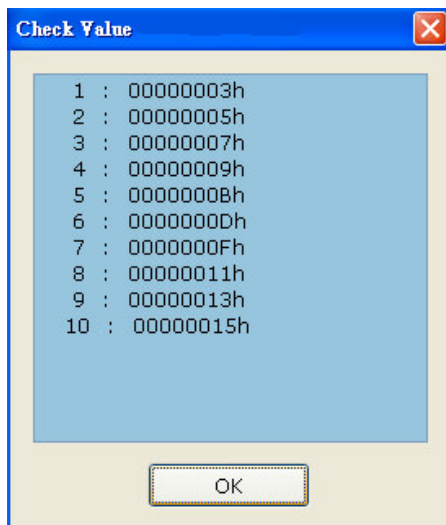 Check Value
1 : 00000003h
2 : 00000005h
3 : 00000007h
4 : 00000009h
5 : 0000000Bh
6 : 0000000Dh
7 : 0000000Fh
8 : 00000011h
9 : 00000013h
10 : 00000015h
OK